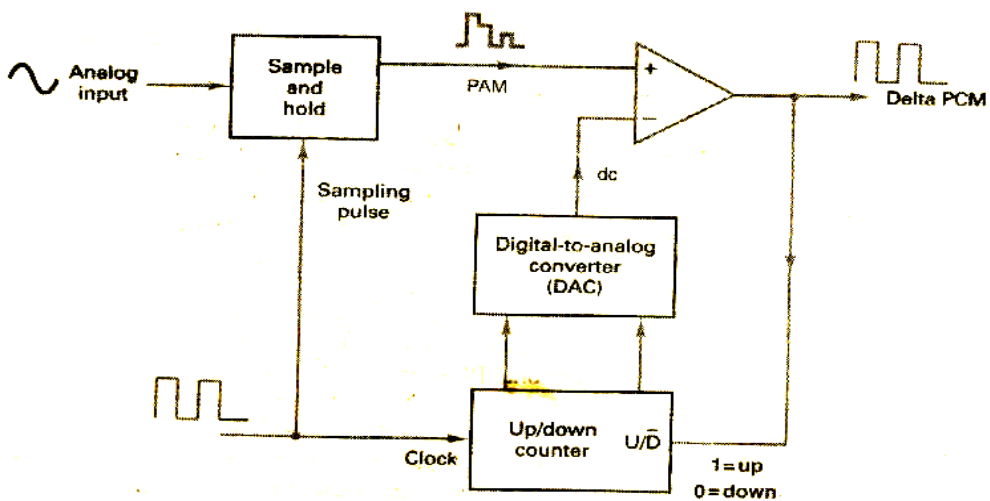 Analog
input
Sample
and
hold
PAM
+
−
Delta PCM
Sampling
pulse
dc
Digital-to-analog
converter
(DAC)
Up/down
counter
U/D̅
Clock
1=up
0=down